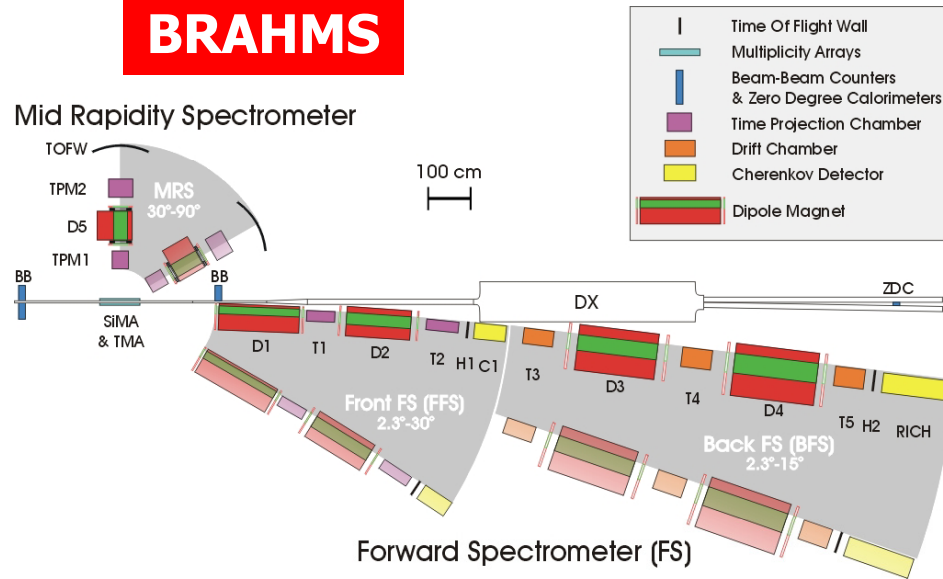 BRAHMS
Time Of Flight Wall
Multiplicity Arrays
Beam-Beam Counters
& Zero Degree Calorimeters
Time Projection Chamber
Drift Chamber
Cherenkov Detector
Dipole Magnet
Mid Rapidity Spectrometer
TOFW
TPM2
MRS
30°-90°
D5
TPM1
100 cm
BB
BB
SiMA
& TMA
DX
ZDC
D1
T1
D2
T2
H1
C1
T3
D3
T4
D4
T5
H2
RICH
Front FS (FFS)
2.3°-30°
Back FS (BFS)
2.3°-15°
Forward Spectrometer (FS)